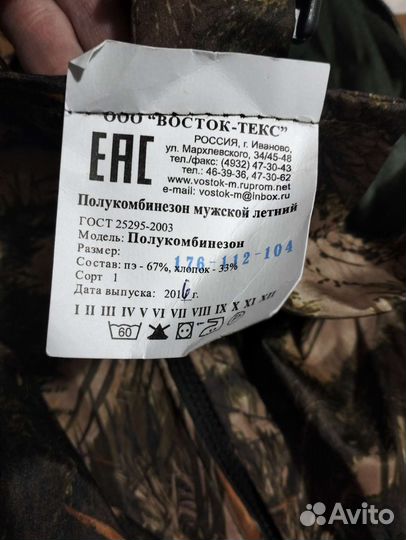 ООО "ВОСТОК-ТЕКС"
EAC
РОССИЯ, г. Иваново,
ул. Мархлевского, 34/45-48
тел./факс: (4932) 47-30-43
тел.: 46-39-36, 47-30-62
www.vostok-m.ruprom.net
e-mail: vostok-m@inbox.ru
Полукомбинезон мужской летний
ГОСТ 25295-2003
Модель: Полукомбинезон
Размер: 176-112-104
Состав: пэ - 67%, хлопок - 33%
Сорт 1
Дата выпуска: 2016 г.
I II III IV V VI VII VIII IX X XI XII
60
Avito